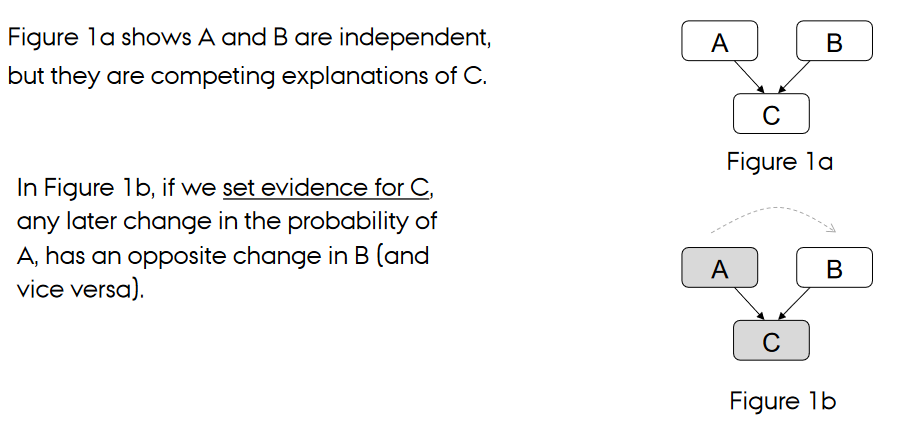 Figure 1a shows A and B are independent,
but they are competing explanations of C.
A
B
C
Figure 1a
In Figure 1b, if we set evidence for C,
any later change in the probability of
A, has an opposite change in B (and
vice versa).
A
B
C
Figure 1b